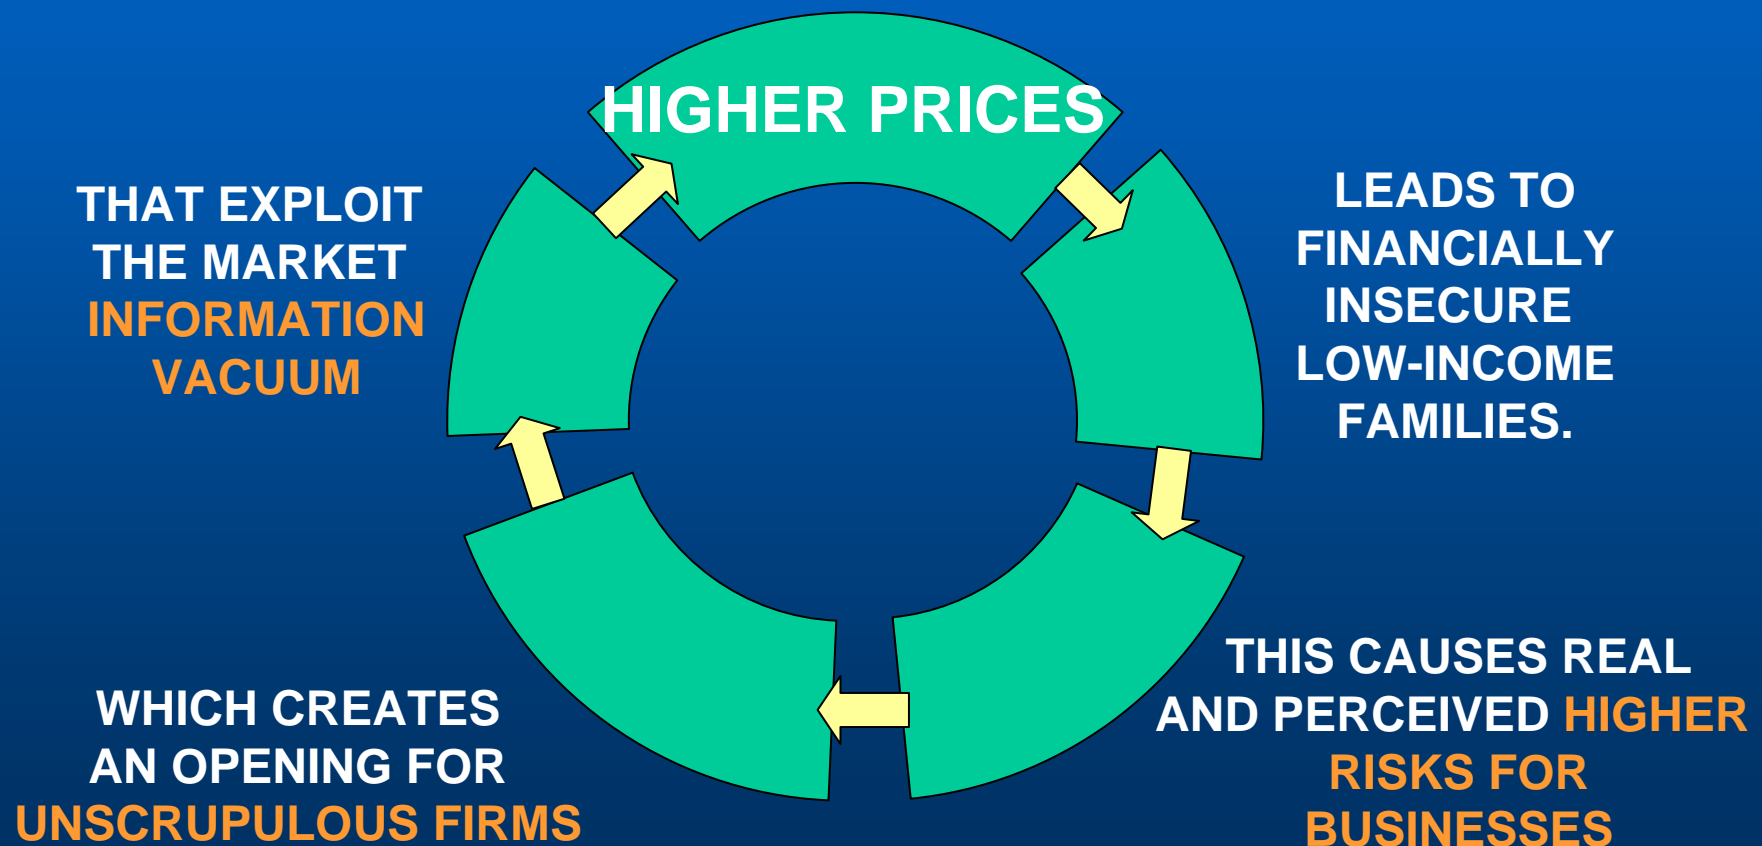 HIGHER PRICES
LEADS TO
FINANCIALLY
INSECURE
LOW-INCOME
FAMILIES.
THIS CAUSES REAL
AND PERCEIVED HIGHER
RISKS FOR
BUSINESSES
WHICH CREATES
AN OPENING FOR
UNSCRUPULOUS FIRMS
THAT EXPLOIT
THE MARKET
INFORMATION
VACUUM